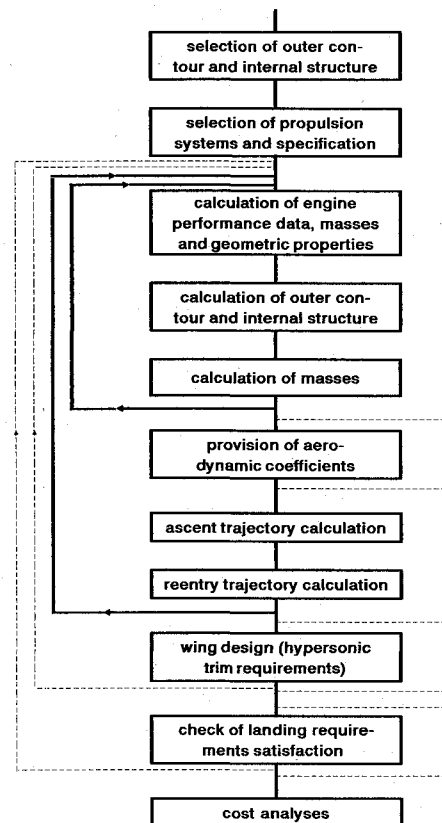 selection of outer con-
tour and internal structure
selection of propulsion
systems and specification
calculation of engine
performance data, masses
and geometric properties
calculation of outer con-
tour and internal structure
calculation of masses
provision of aero-
dynamic coefficients
ascent trajectory calculation
reentry trajectory calculation
wing design (hypersonic
trim requirements)
check of landing require-
ments satisfaction
cost analyses